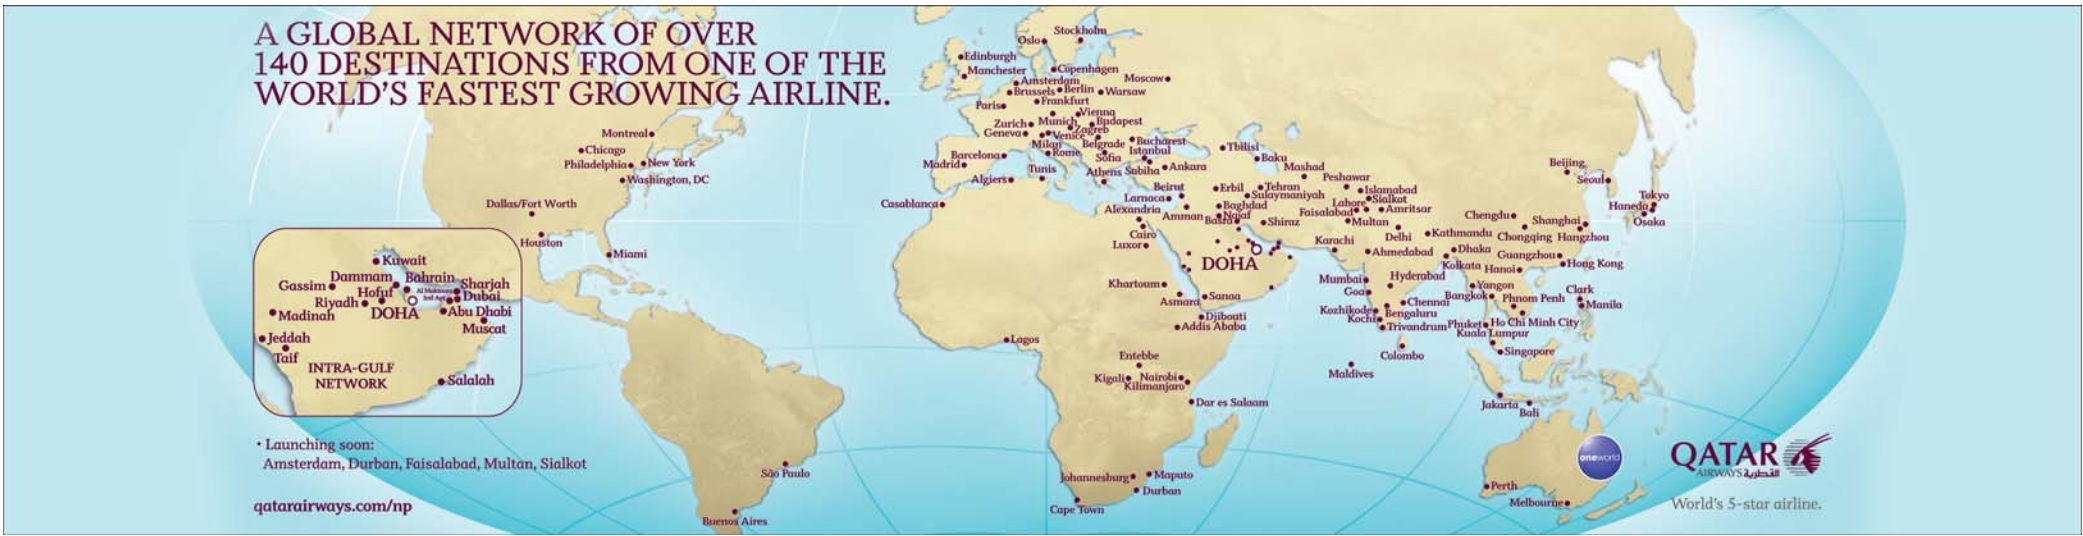 A GLOBAL NETWORK OF OVER
140 DESTINATIONS FROM ONE OF THE
WORLD'S FASTEST GROWING AIRLINE.
Stockholm
Oslo
Edinburgh
Manchester
Copenhagen
Moscow
Amsterdam
Brussels
Berlin
Warsaw
Paris
Frankfurt
Vienna
Zurich
Munich
Budapest
Zagreb
Geneva
Venice
Bucharest
Milan
Belgrade
Istanbul
Barcelona
Rome
Sofia
Madrid
Tunis
Athens
Sabiha
Ankara
Algiers
Casablanca
Montreal
Chicago
Philadelphia
New York
Washington, DC
Dallas/Fort Worth
Houston
Miami
Tbilisi
Baku
Mashad
Beirut
Erbil
Tehran
Peshawar
Islamabad
Larnaca
Sulaymaniyah
Lahore
Sialkot
Alexandria
Baghdad
Faisalabad
Amritsar
Amman
Najaf
Basra
Shiraz
Multan
Cairo
Luxor
DOHA
Karachi
Delhi
Kathmandu
Ahmedabad
Dhaka
Kolkata
Beijing
Seoul
Tokyo
Haneda
Osaka
Chengdu
Shanghai
Chongqing
Hangzhou
Guangzhou
Hanoi
Hong Kong
Khartoum
Asmara
Sanaa
Djibouti
Addis Ababa
Mumbai
Hyderabad
Goa
Yangon
Clark
Bangkok
Phnom Penh
Manila
Chennai
Kozhikode
Bengaluru
Kochi
Trivandrum
Phuket
Ho Chi Minh City
Kuala Lumpur
Colombo
Singapore
Maldives
Lagos
Entebbe
Kigali
Nairobi
Kilimanjaro
Dar es Salaam
Jakarta
Bali
Johannesburg
Maputo
Durban
Cape Town
São Paulo
Buenos Aires
Perth
Melbourne
Kuwait
Dammam
Bahrain
Gassim
Sharjah
Hofuf
Al Maktoum
Intl Apt
Dubai
Riyadh
DOHA
Abu Dhabi
Madinah
Muscat
Jeddah
Taif
INTRA-GULF
NETWORK
Salalah
• Launching soon:
Amsterdam, Durban, Faisalabad, Multan, Sialkot
qatarairways.com/np
oneworld
QATAR
AIRWAYS القطرية
World's 5-star airline.